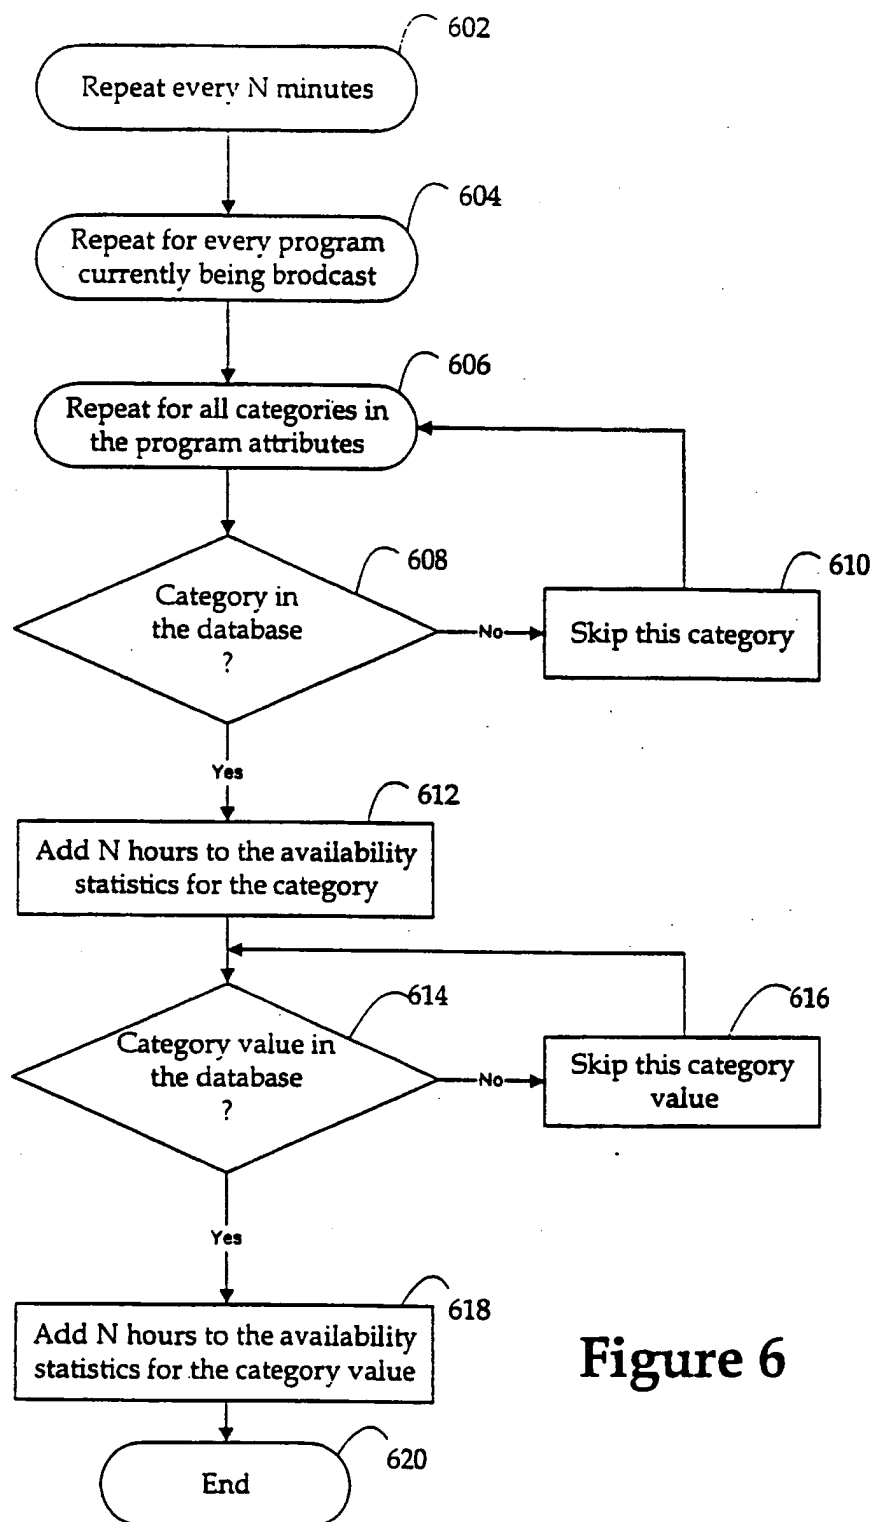 602
Repeat every N minutes
604
Repeat for every program
currently being brodcast
606
Repeat for all categories in
the program attributes
608
Category in
the database
?
No
610
Skip this category
Yes
612
Add N hours to the availability
statistics for the category
614
Category value in
the database
?
No
616
Skip this category
value
Yes
618
Add N hours to the availability
statistics for the category value
Figure 6
620
End